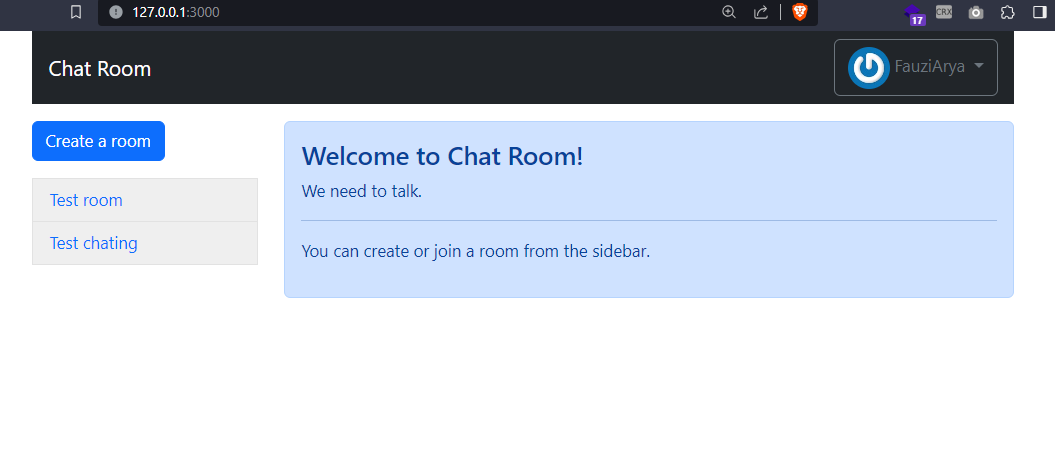 127.0.0.1:3000
17
CRX
Chat Room
FauziArya
Create a room
Test room
Test chating
Welcome to Chat Room!
We need to talk.
You can create or join a room from the sidebar.